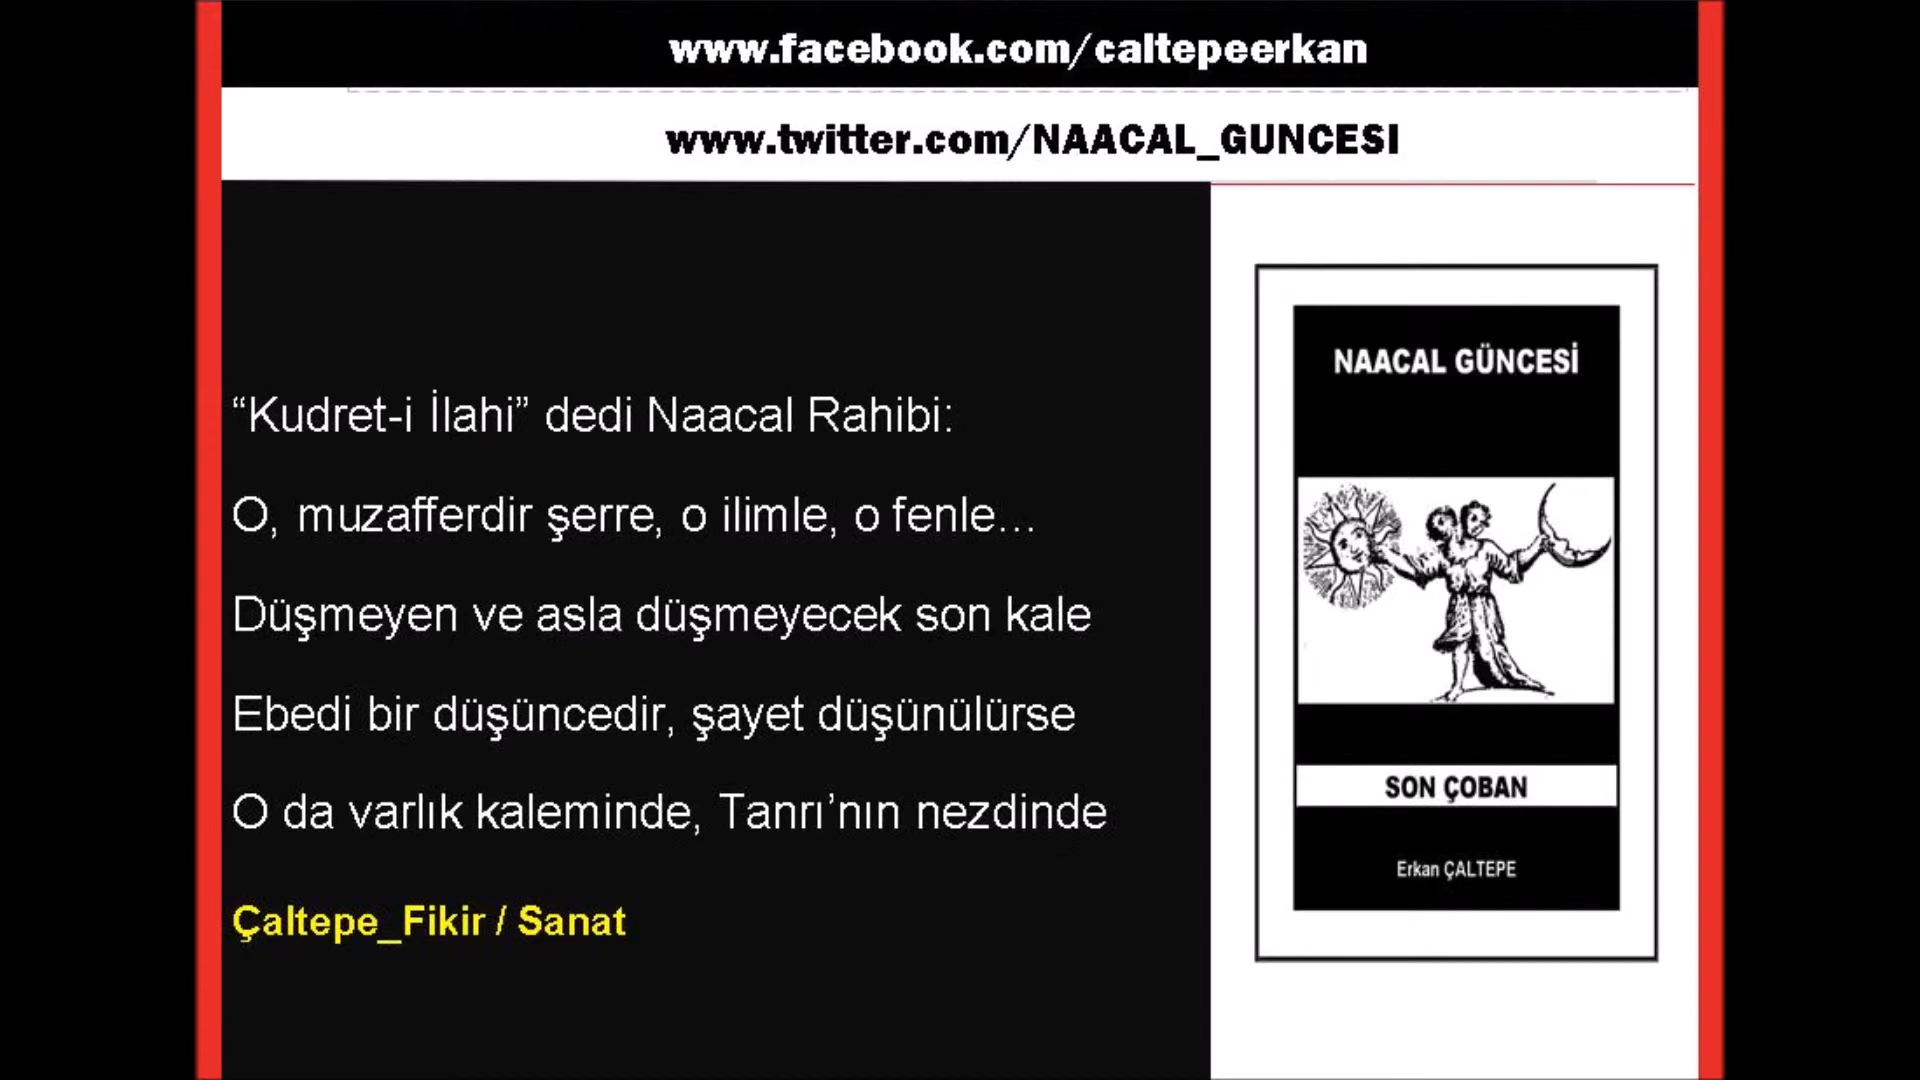 www.facebook.com/caltepeerkan
www.twitter.com/NAACAL_GUNCESI
“Kudret-i İlahi” dedi Naacal Rahibi:
O, muzafferdir şerre, o ilimle, o fenle...
Düşmeyen ve asla düşmeyecek son kale
Ebedi bir düşüncedir, şayet düşünülürse
O da varlık kaleminde, Tanrı’nın nezdinde
Çaltepe_Fikir / Sanat
NAACAL GÜNCESİ
SON ÇOBAN
Erkan ÇALTEPE